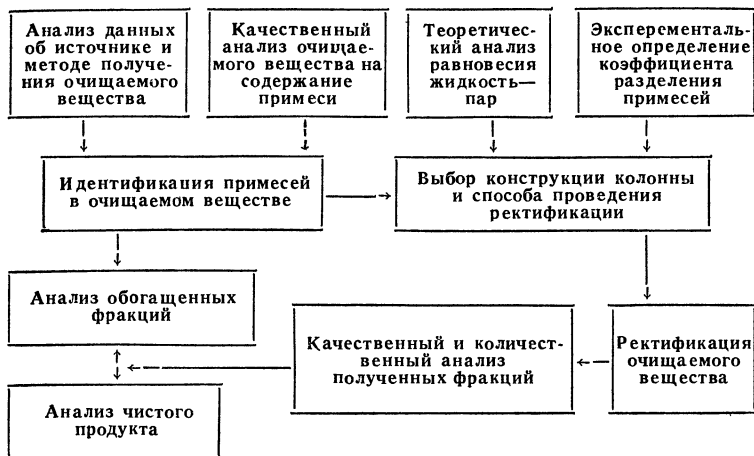 Анализ данных
об источнике и
методе получе-
ния очищаемого
вещества
Качественный
анализ очищае-
мого вещества на
содержание
примеси
Теоретичес-
кий анализ
равновесия
жидкость—
пар
Эксперсменталь-
ное определение
коэффициента
разделения
примесей
Идентификация примесей
в очищаемом веществе
Выбор конструкции колонны
и способа проведения
ректификации
Анализ обогащенных
фракций
Качественный и количест-
венный анализ
полученных фракций
Ректификация
очищаемого
вещества
Анализ чистого
продукта